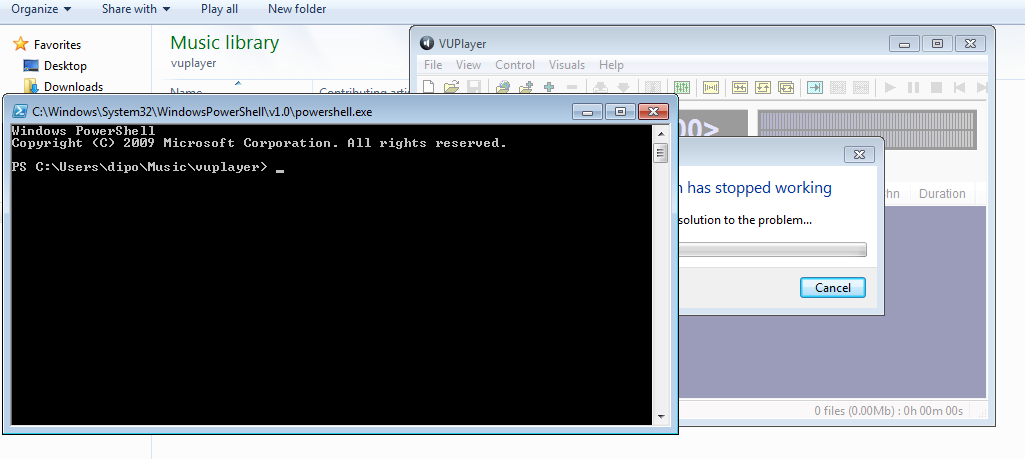 Organize Share with Play all New folder
Favorites
Desktop
Downloads
Music library
vuplayer
Name Contributing arti
VUPlayer
File View Control Visuals Help
00>
C:\Windows\System32\WindowsPowerShell\v1.0\powershell.exe
Windows PowerShell
Copyright (C) 2009 Microsoft Corporation. All rights reserved.
PS C:\Users\dipo\Music\vuplayer> _
n has stopped working
solution to the problem...
Cancel
hn Duration
0 files (0.00Mb) : 0h 00m 00s